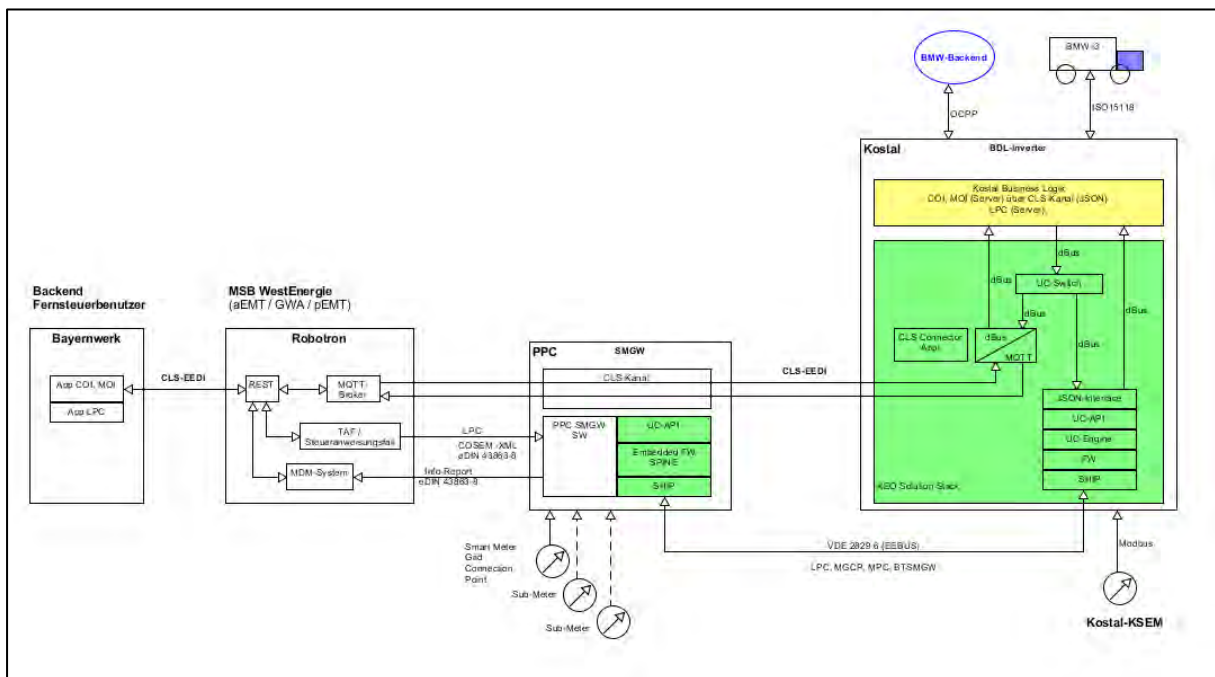 BMW-Backend
BMW-i3
OCPP
ISO15118
Kostal
BDL-Inverter
Kostal Business Logic
COI, MOI (Server) über CLS-Kanal (JSON)
LPC (Server),
dBus
UC-Switch
dBus
dBus
dBus
dBus
CLS Connector
Appl.
dBus
MQTT
JSON-Interface
UC-API
UC-Engine
FW
SHIP
KEO Solution Stack
Backend
Fernsteuerbenutzer
Bayernwerk
App COI, MOI
App LPC
CLS-EEDI
MSB WestEnergie
(aEMT / GWA / pEMT)
Robotron
REST
MQTT-
Broker
TAF /
Steueranwendungsfall
MDM-System
LPC
COSEM -XML
eDIN 43863-8
Info-Report
eDIN 43863-8
PPC
SMGW
CLS-Kanal
CLS-EEDI
PPC SMGW
SW
UC-API
Embedded FW
SPINE
SHIP
Smart Meter
Grid
Connection
Point
Sub-Meter
Sub-Meter
VDE 2829 6 (EEBUS)
LPC, MGCP, MPC, BTSMGW
Modbus
Kostal-KSEM